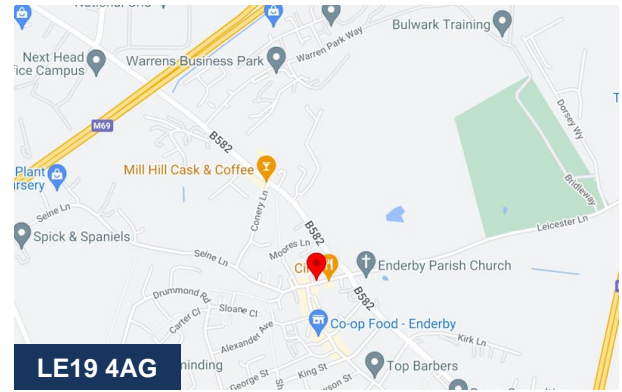 Bulwark Training
Next Head
fice Campus
Warrens Business Park
Warren Park Way
Dorsey Wy
M69
B582
Mill Hill Cask & Coffee
Plant
ursery
Conery Ln
Bridleway
Seine Ln
Leicester Ln
B582
Spick & Spaniels
Moores Ln
Seine Ln
Enderby Parish Church
Drummond Rd
Sloane Cl
Carter Cl
B582
Alexander Ave
Co-op Food - Enderby
Kirk Ln
LE19 4AG
George St
King St
Top Barbers